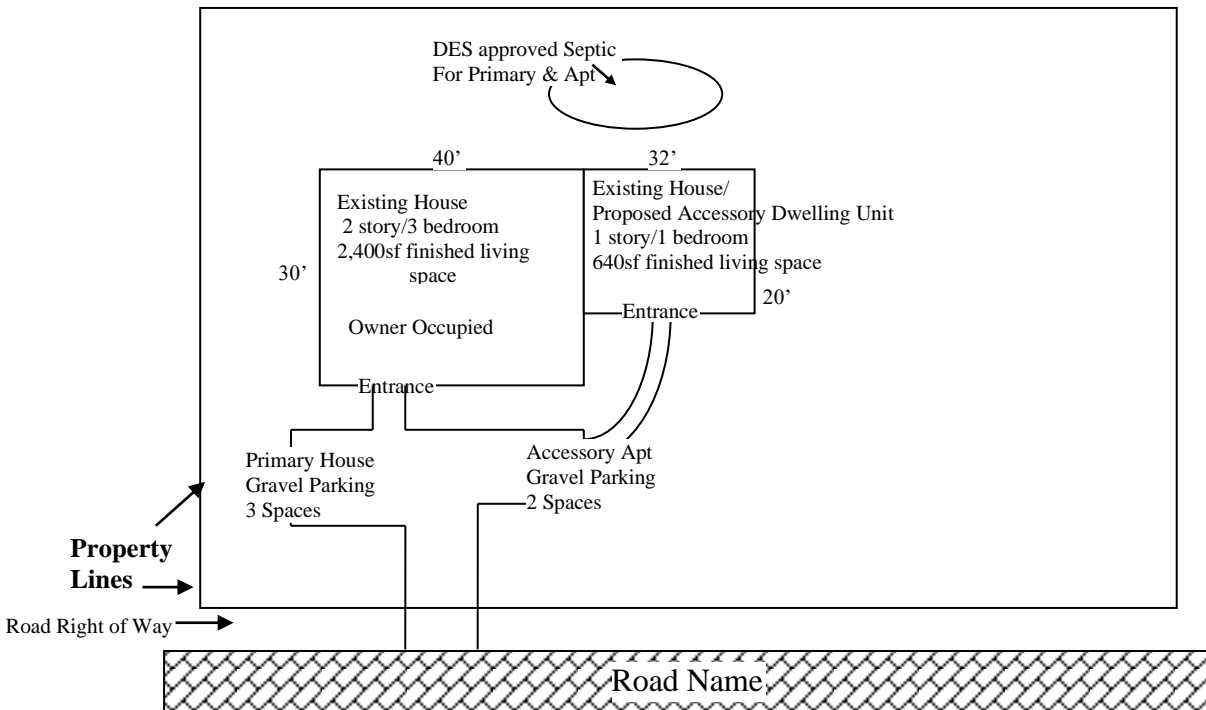 DES approved Septic
For Primary & Apt
40’
32’
Existing House
2 story/3 bedroom
2,400sf finished living
space
Owner Occupied
Entrance
30’
Existing House/
Proposed Accessory Dwelling Unit
1 story/1 bedroom
640sf finished living space
20’
Entrance
Primary House
Gravel Parking
3 Spaces
Accessory Apt
Gravel Parking
2 Spaces
Property
Lines
Road Right of Way
Road Name